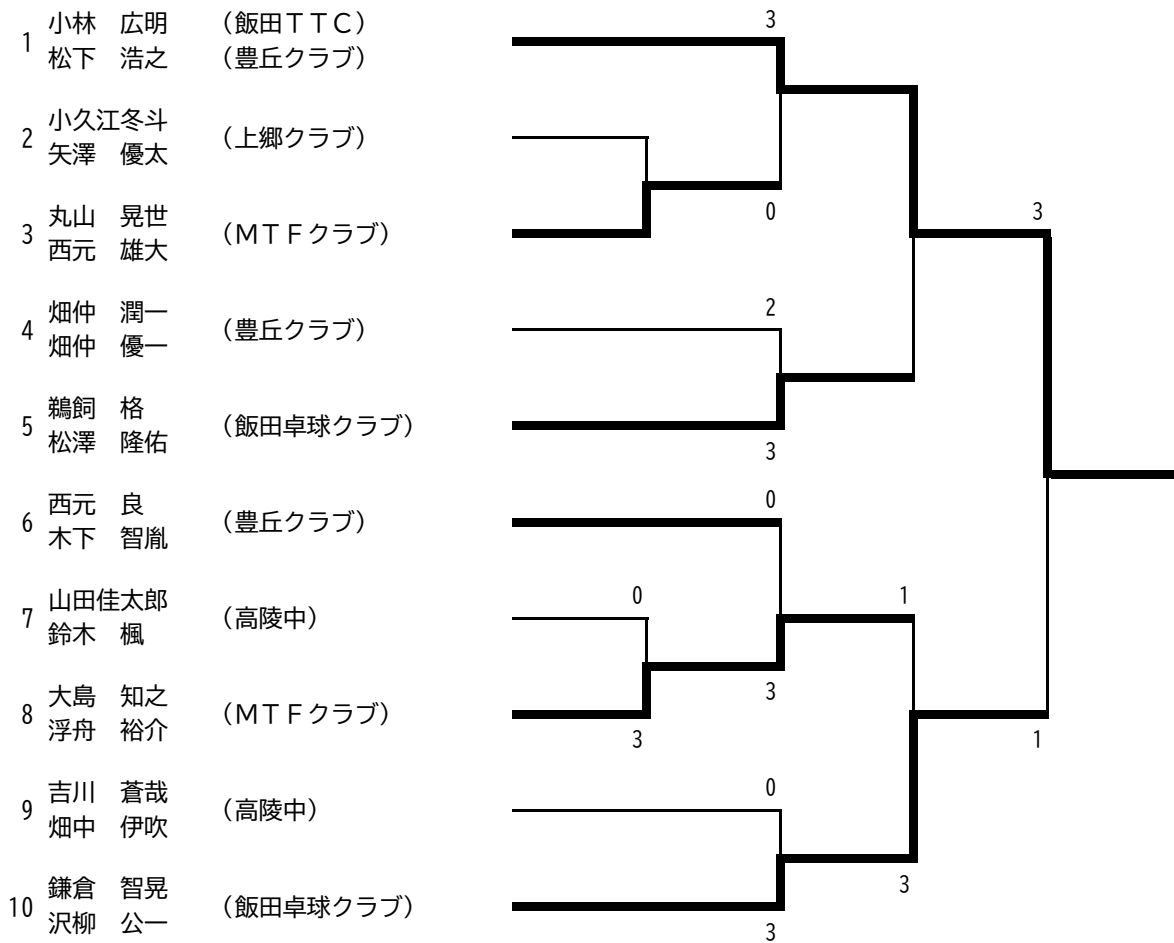 1 小林　広明 （飯田ＴＴＣ） 3
松下　浩之 （豊丘クラブ）
2 小久江冬斗 （上郷クラブ）
矢澤　優太
0
3 丸山　晃世 （ＭＴＦクラブ） 3
西元　雄大
4 畑仲　潤一 （豊丘クラブ） 2
畑仲　優一
5 鵜飼　格 （飯田卓球クラブ）
松澤　隆佑
3
6 西元　良 （豊丘クラブ） 0
木下　智胤
7 山田佳太郎 （高陵中） 0 1
鈴木　楓
3
8 大島　知之 （ＭＴＦクラブ）
浮舟　裕介
3 1
9 吉川　蒼哉 （高陵中） 0
畑中　伊吹
3
10 鎌倉　智晃 （飯田卓球クラブ）
沢柳　公一
3